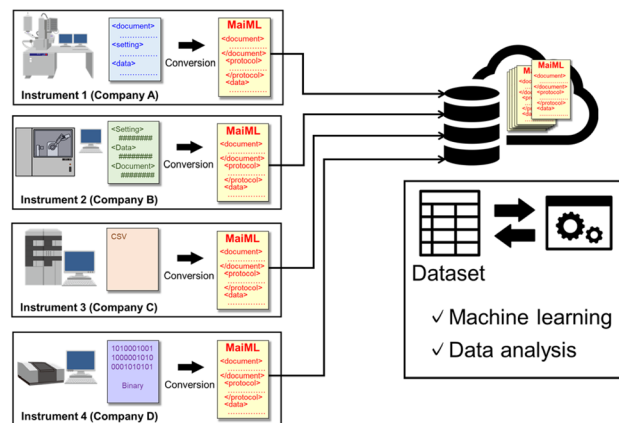 <document>
....................
<setting>
....................
<data>
....................
Conversion
MaiML
<document>
....................
</document>
<protocol>
....................
</protocol>
<data>
....................
Instrument 1 (Company A)
<Setting>
########
<Data>
########
<Document>
########
Conversion
MaiML
<document>
....................
</document>
<protocol>
....................
</protocol>
<data>
....................
Instrument 2 (Company B)
CSV
Conversion
MaiML
<document>
....................
</document>
<protocol>
....................
</protocol>
<data>
....................
Instrument 3 (Company C)
1010001001
1000001010
0001010101
Binary
Conversion
MaiML
<document>
....................
</document>
<protocol>
....................
</protocol>
<data>
....................
Instrument 4 (Company D)
MaiML
MaiML
<document>
....................
</document>
<protocol>
....................
</protocol>
<data>
....................
Dataset
✓ Machine learning
✓ Data analysis